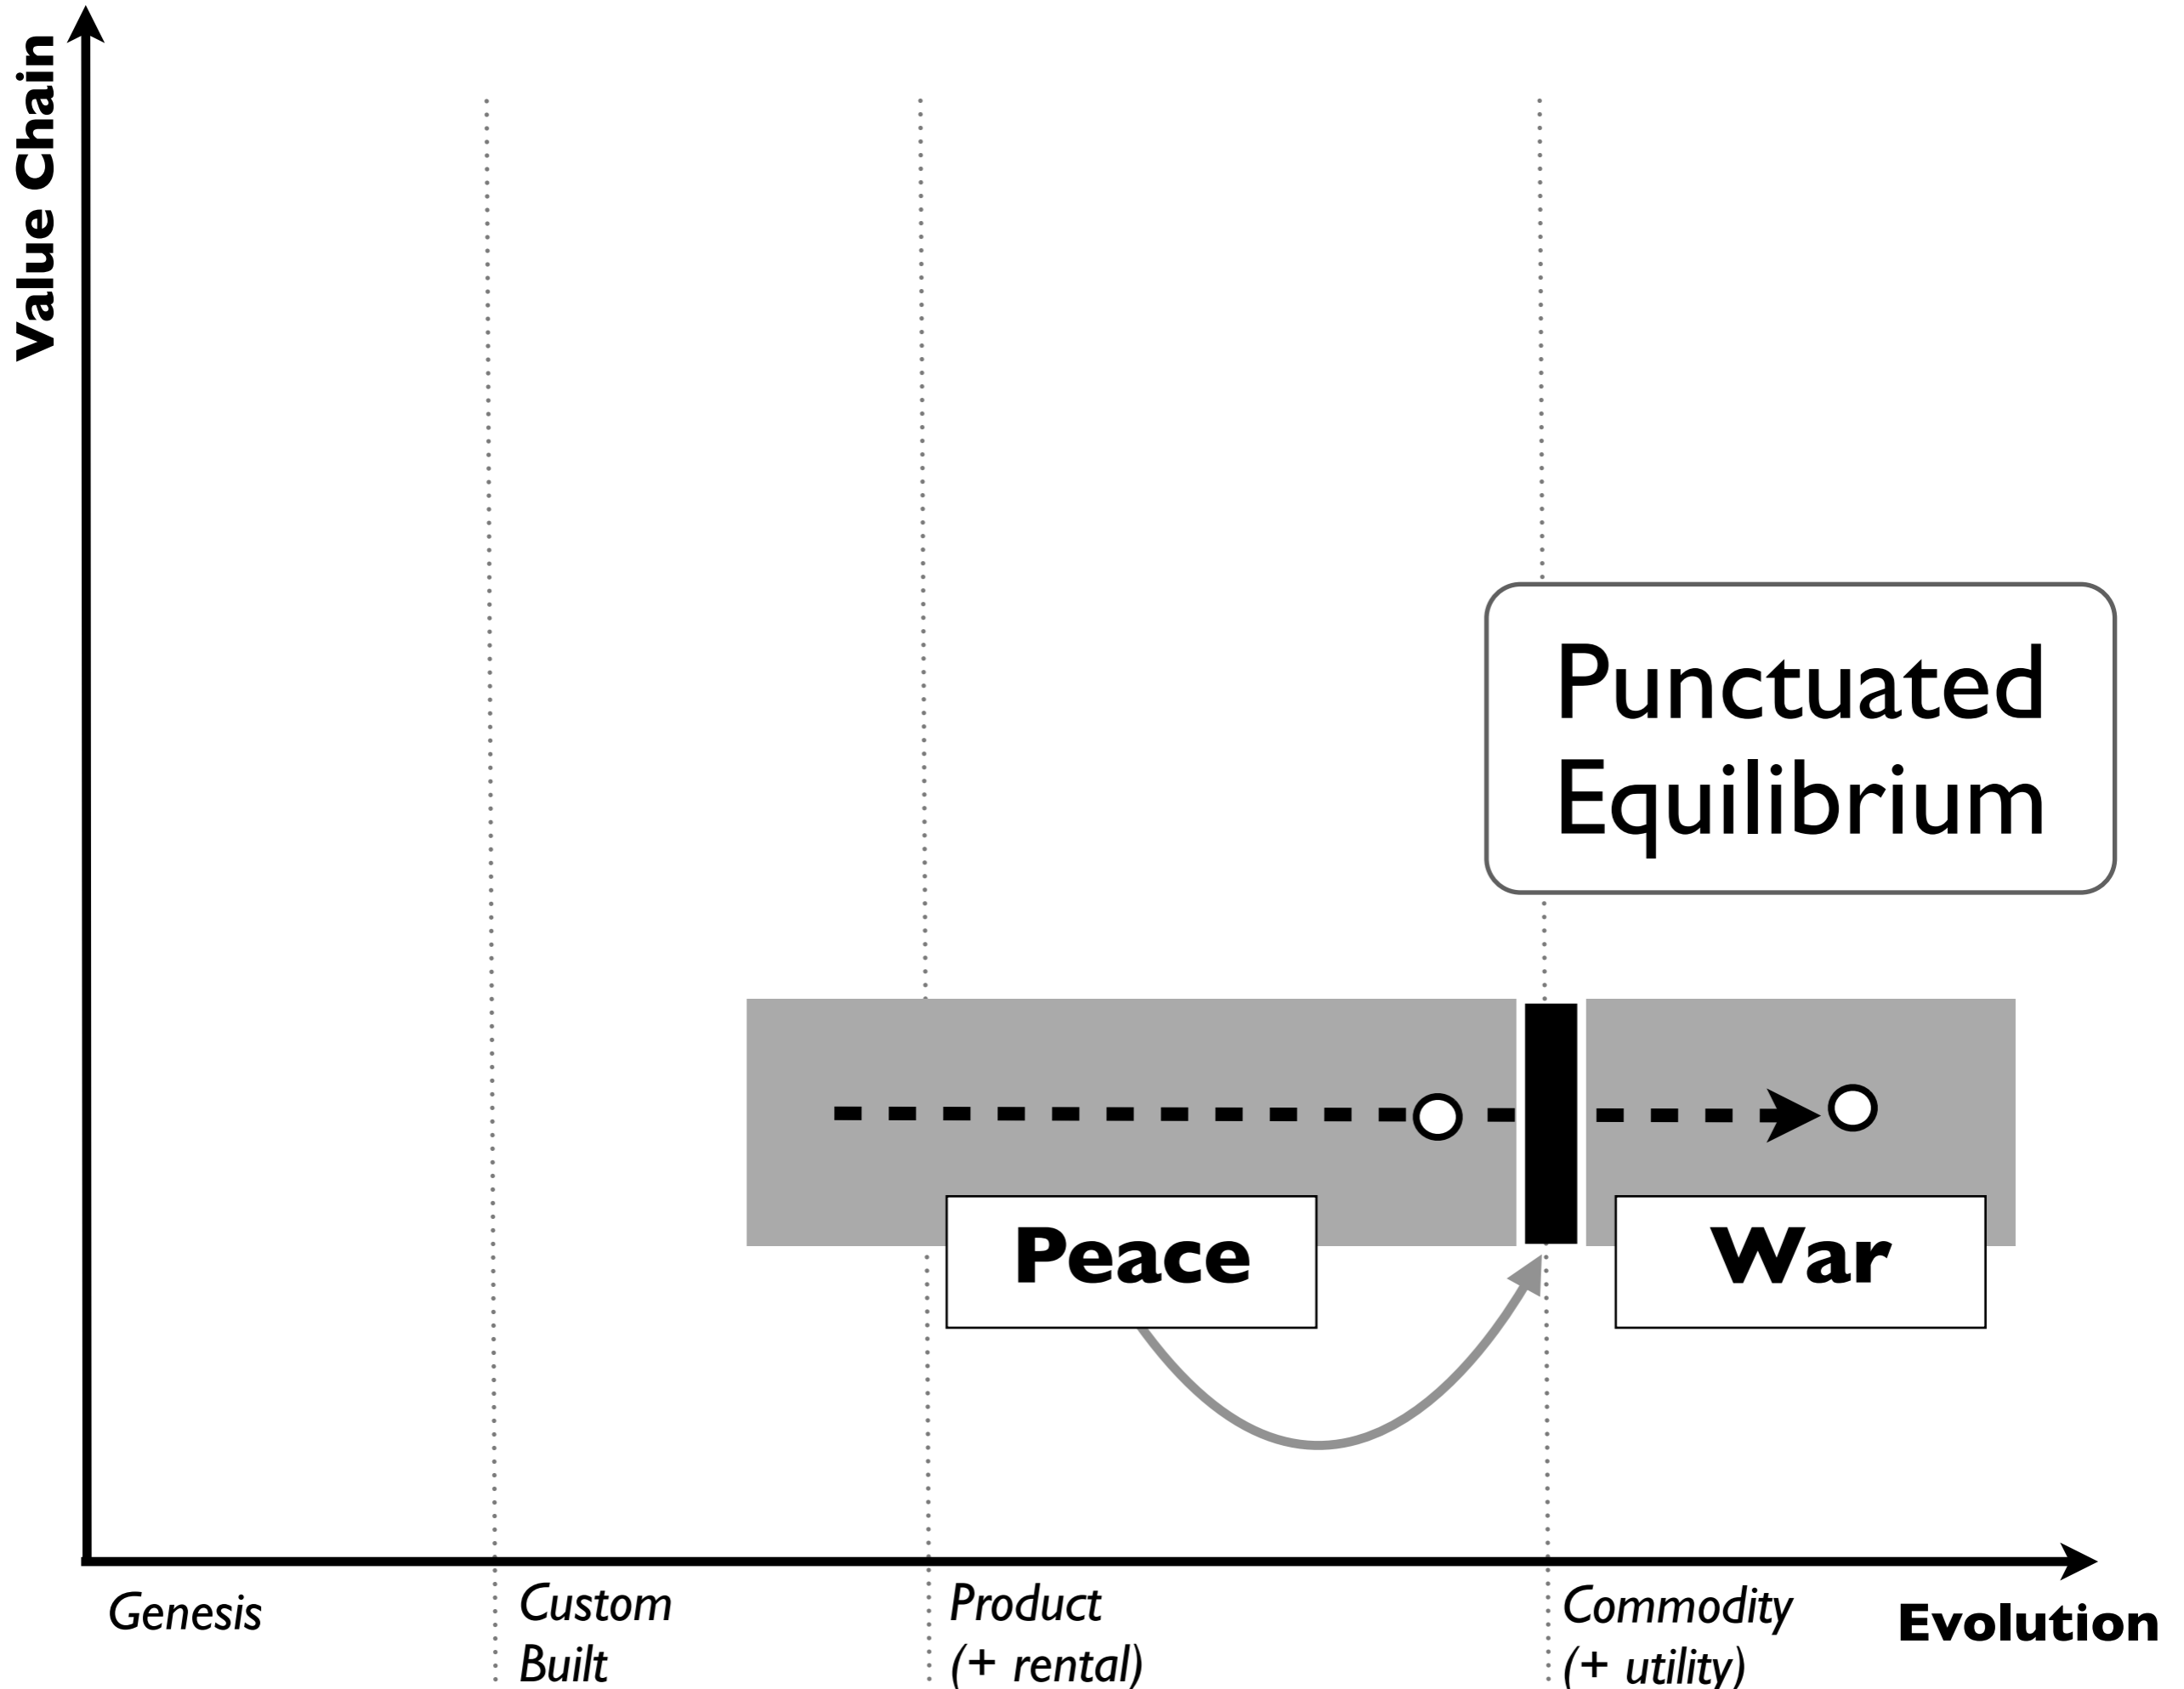 Value Chain
Punctuated
Equilibrium
Peace
War
Genesis
Custom
Built
Product
(+ rental)
Commodity
(+ utility)
Evolution